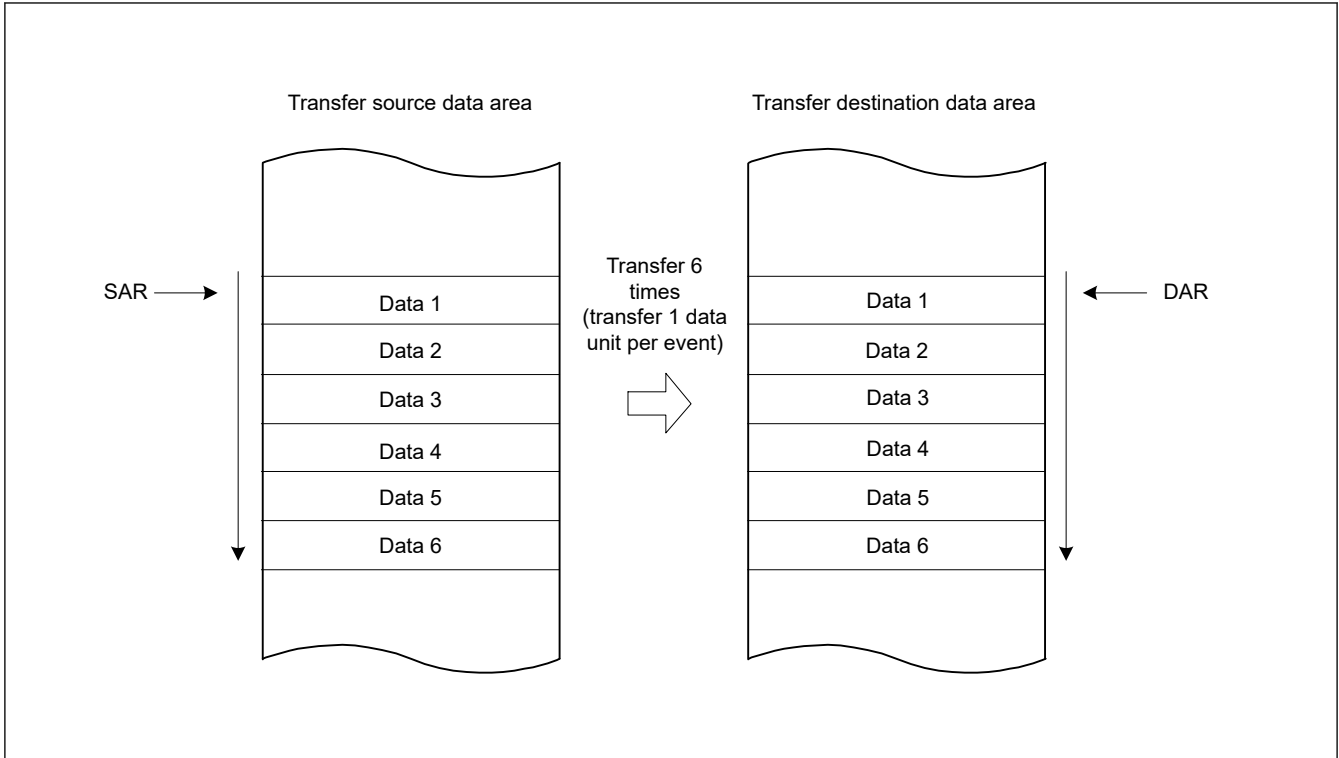 Transfer source data area
Transfer destination data area
SAR
Data 1
Data 2
Data 3
Data 4
Data 5
Data 6
Transfer 6
times
(transfer 1 data
unit per event)
Data 1
Data 2
Data 3
Data 4
Data 5
Data 6
DAR